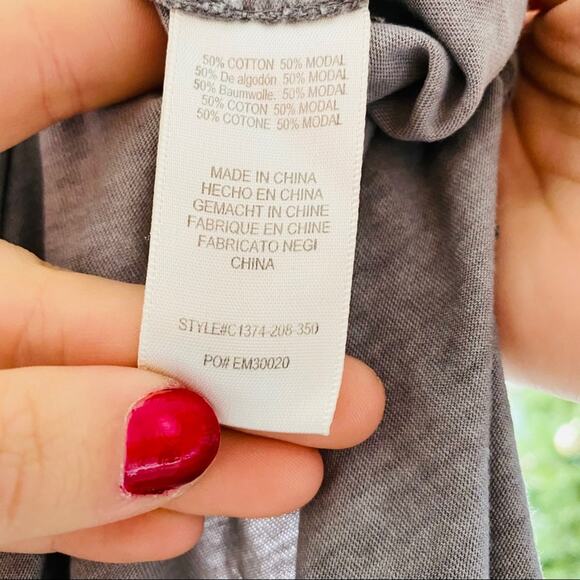 50% COTTON 50% MODAL
50% De algodón 50% MODAL
50% Baumwolle. 50% MODAL
50% COTON 50% MODAL
50% COTONE 50% MODAL
MADE IN CHINA
HECHO EN CHINA
GEMACHT IN CHINE
FABRIQUE EN CHINE
FABRICATO NEGI
CHINA
STYLE#C1374-208-350
PO# EM30020